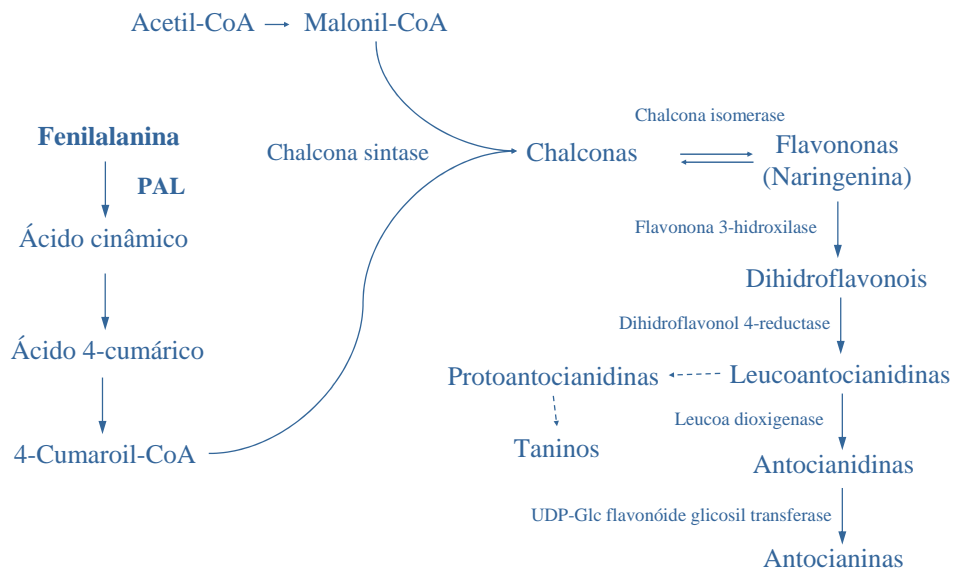 Acetil-CoA
Malonil-CoA
Chalcona isomerase
Fenilalanina
Chalcona sintase
Chalconas
Flavononas
(Naringenina)
PAL
Ácido cinâmico
Flavonona 3-hidroxilase
Dihidroflavonois
Dihidroflavonol 4-reductase
Ácido 4-cumárico
Protoantocianidinas
Leucoantocianidinas
Leucoa dioxigenase
4-Cumaroil-CoA
Taninos
Antocianidinas
UDP-Glc flavonóide glicosil transferase
Antocianinas